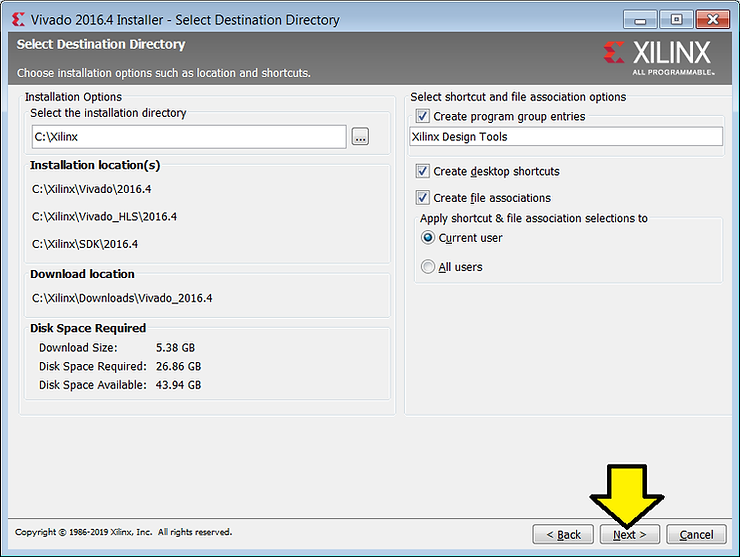 Vivado 2016.4 Installer - Select Destination Directory
Select Destination Directory
Choose installation options such as location and shortcuts.
XILINX
ALL PROGRAMMABLE.
Installation Options
Select the installation directory
C:\Xilinx
...
Installation location(s)
C:\Xilinx\Vivado\2016.4
C:\Xilinx\Vivado_HLS\2016.4
C:\Xilinx\SDK\2016.4
Download location
C:\Xilinx\Downloads\Vivado_2016.4
Disk Space Required
Download Size: 5.38 GB
Disk Space Required: 26.86 GB
Disk Space Available: 43.94 GB
Select shortcut and file association options
Create program group entries
Xilinx Design Tools
Create desktop shortcuts
Create file associations
Apply shortcut & file association selections to
Current user
All users
Copyright © 1986-2019 Xilinx, Inc. All rights reserved.
< Back
Next >
Cancel